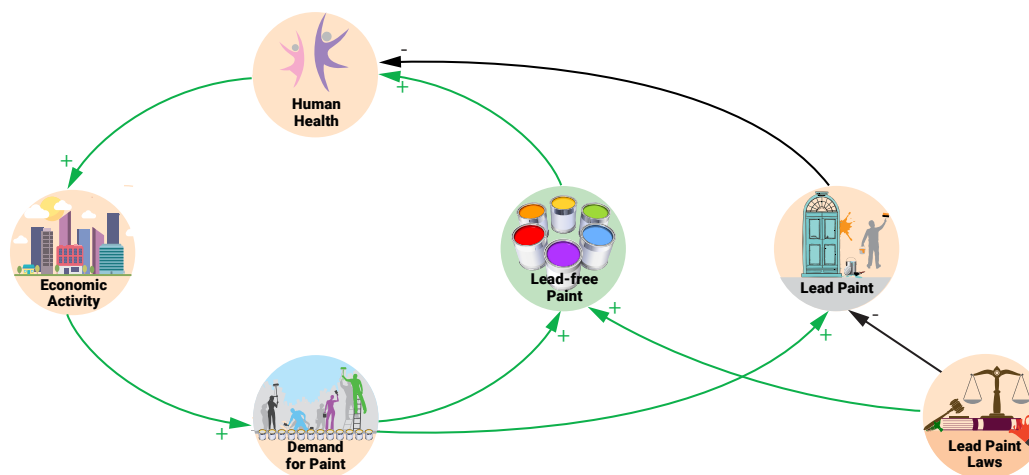 -
Human
Health
+
+
Economic
Activity
Lead-free
Paint
Lead Paint
+
+
+
-
+
Demand
for Paint
Lead Paint
Laws